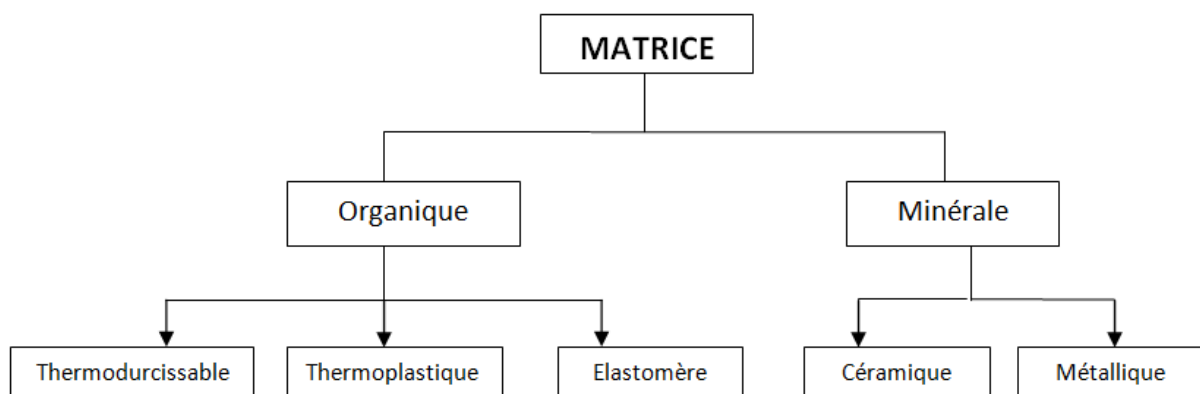 MATRICE
Organique
Minérale
Thermodurcissable
Thermoplastique
Elastomère
Céramique
Métallique